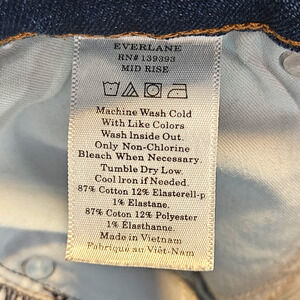 EVERLANE
RN# 139393
MID RISE
Machine Wash Cold
With Like Colors
Wash Inside Out.
Only Non-Chlorine
Bleach When Necessary.
Tumble Dry Low.
Cool Iron if Needed.
87% Cotton 12% Elasterell-p
1% Elastane.
87% Coton 12% Polyester
1% Élasthanne.
Made in Vietnam
Fabriqué au Viêt-Nam